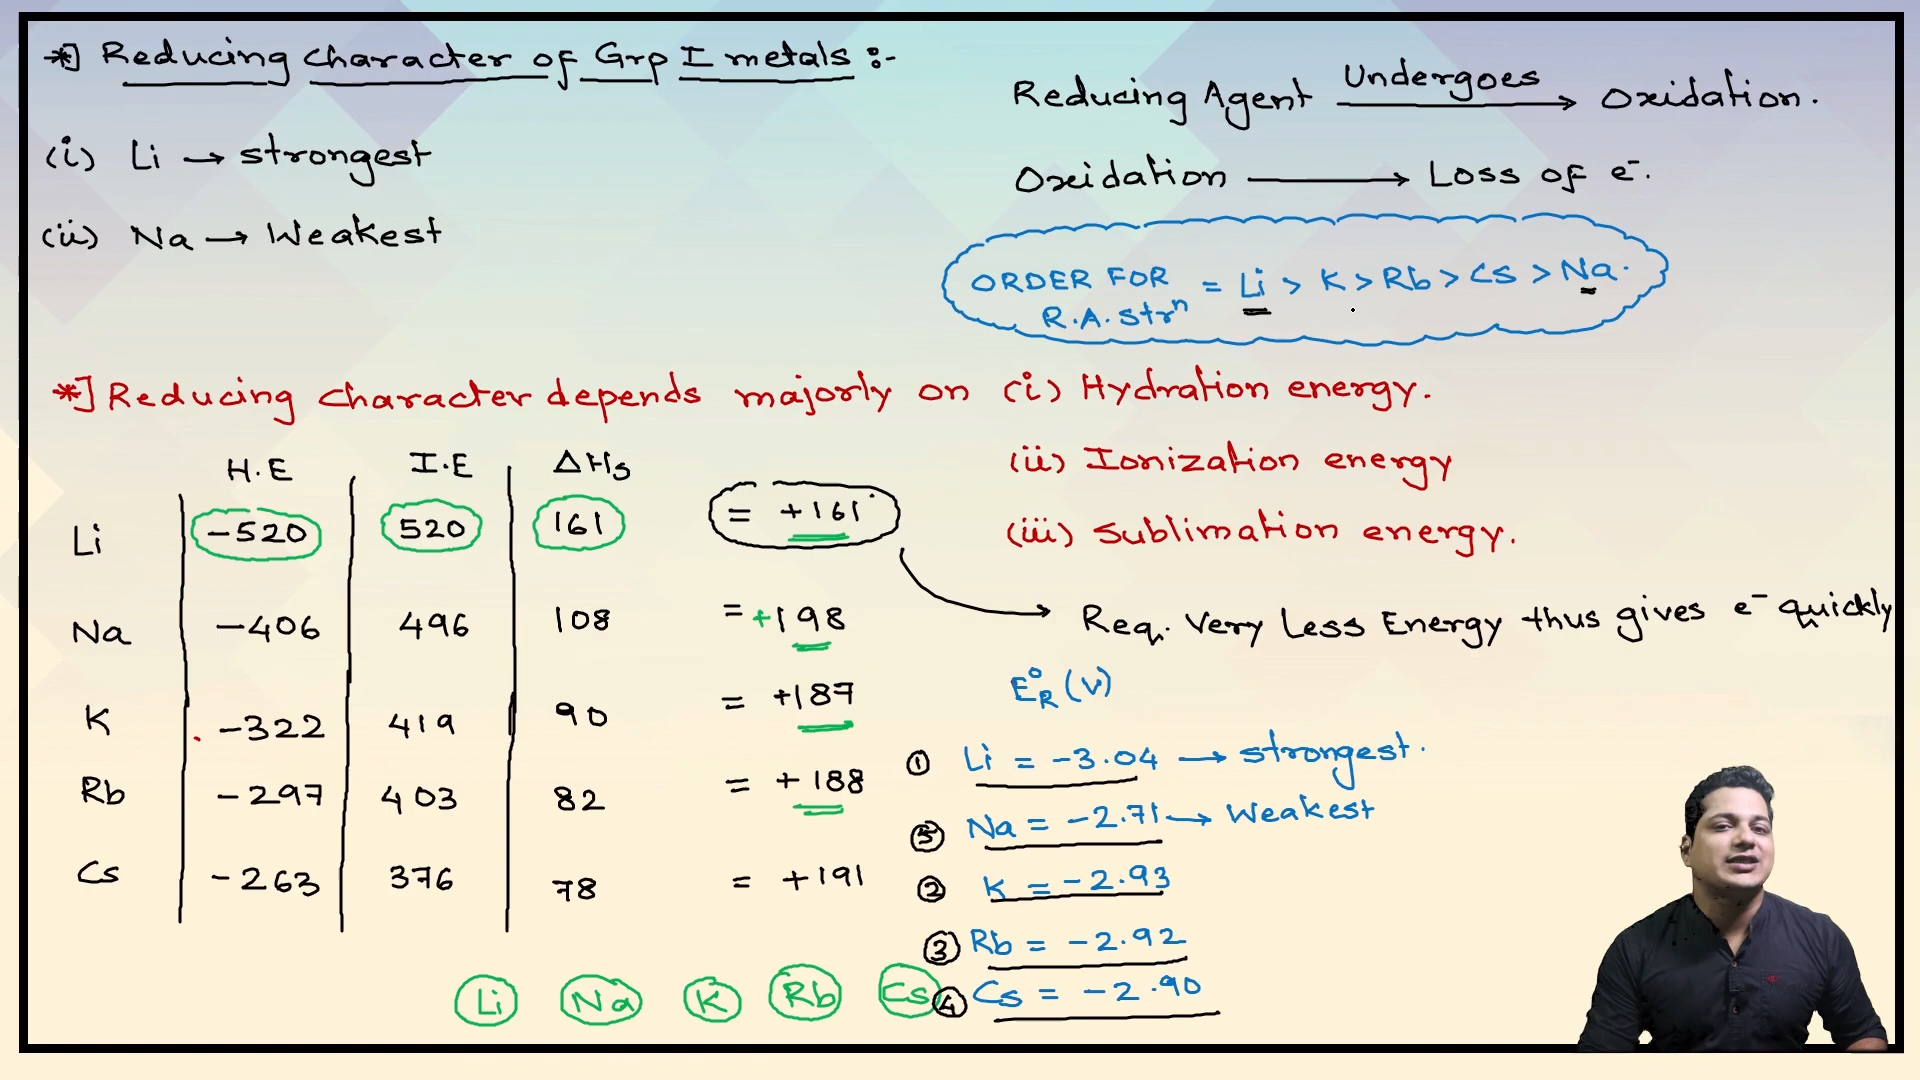 *] Reducing Character of Grp I metals :-
(i) Li → strongest
(ii) Na → Weakest
Reducing Agent Undergoes → Oxidation.
Oxidation → Loss of e⁻.
ORDER FOR = Li > K > Rb > Cs > Na.
R.A. Strⁿ
*] Reducing Character depends majorly on (i) Hydration energy.
(ii) Ionization energy
(iii) Sublimation energy.
H.E I.E ΔHs
Li -520 520 161 = +161
Na -406 496 108 = +198
K -322 419 90 = +187
Rb -297 403 82 = +188
Cs -263 376 78 = +191
Req. Very Less Energy thus gives e⁻ quickly
E°R (V)
① Li = -3.04 → strongest.
⑤ Na = -2.71 → Weakest
② K = -2.93
③ Rb = -2.92
④ Cs = -2.90
Li Na K Rb Cs